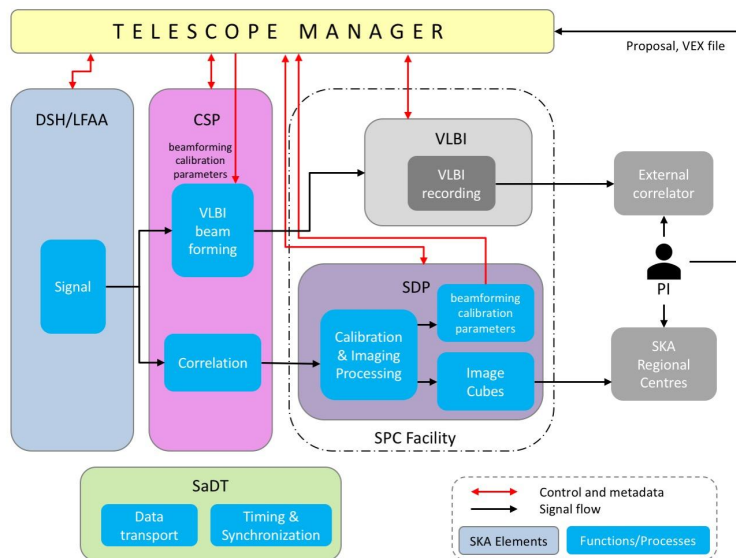 TELESCOPE MANAGER
Proposal, VEX file
DSH/LFAA
CSP
beamforming
calibration
parameters
VLBI
VLBI
recording
External
correlator
VLBI
beam
forming
Signal
PI
SDP
beamforming
calibration
parameters
Calibration
& Imaging
Processing
Correlation
Image
Cubes
SKA
Regional
Centres
SPC Facility
SaDT
Data
transport
Timing &
Synchronization
Control and metadata
Signal flow
SKA Elements
Functions/Processes